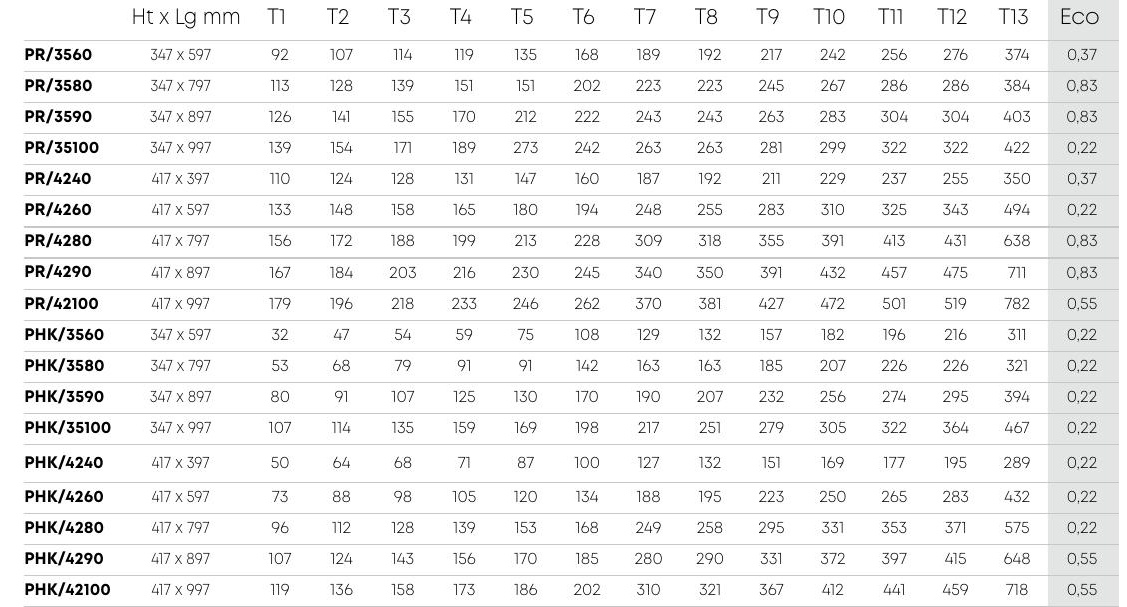 Ht x Lg mm T1 T2 T3 T4 T5 T6 T7 T8 T9 T10 T11 T12 T13 Eco
PR/3560 347 x 597 92 107 114 119 135 168 189 192 217 242 256 276 374 0,37
PR/3580 347 x 797 113 128 139 151 151 202 223 223 245 267 286 286 384 0,83
PR/3590 347 x 897 126 141 155 170 212 222 243 243 263 283 304 304 403 0,83
PR/35100 347 x 997 139 154 171 189 273 242 263 263 281 299 322 322 422 0,22
PR/4240 417 x 397 110 124 128 131 147 160 187 192 211 229 237 255 350 0,37
PR/4260 417 x 597 133 148 158 165 180 194 248 255 283 310 325 343 494 0,22
PR/4280 417 x 797 156 172 188 199 213 228 309 318 355 391 413 431 638 0,83
PR/4290 417 x 897 167 184 203 216 230 245 340 350 391 432 457 475 711 0,83
PR/42100 417 x 997 179 196 218 233 246 262 370 381 427 472 501 519 782 0,55
PHK/3560 347 x 597 32 47 54 59 75 108 129 132 157 182 196 216 311 0,22
PHK/3580 347 x 797 53 68 79 91 91 142 163 163 185 207 226 226 321 0,22
PHK/3590 347 x 897 80 91 107 125 130 170 190 207 232 256 274 295 394 0,22
PHK/35100 347 x 997 107 114 135 159 169 198 217 251 279 305 322 364 467 0,22
PHK/4240 417 x 397 50 64 68 71 87 100 127 132 151 169 177 195 289 0,22
PHK/4260 417 x 597 73 88 98 105 120 134 188 195 223 250 265 283 432 0,22
PHK/4280 417 x 797 96 112 128 139 153 168 249 258 295 331 353 371 575 0,22
PHK/4290 417 x 897 107 124 143 156 170 185 280 290 331 372 397 415 648 0,55
PHK/42100 417 x 997 119 136 158 173 186 202 310 321 367 412 441 459 718 0,55